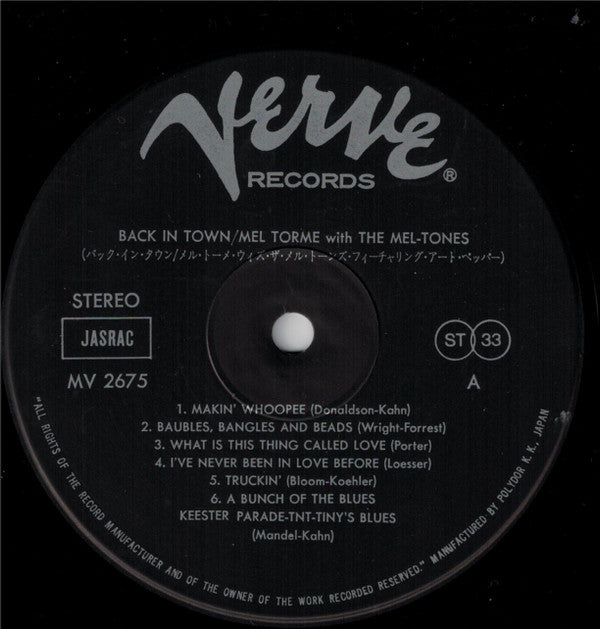 Verve
RECORDS ®
BACK IN TOWN/MEL TORME with THE MEL-TONES
(バック・イン・タウン/メル・トーメ・ウィズ・ザ・メル・トーンズ・フィーチャリング・アート・ペッパー)
STEREO
JASRAC
ST 33
MV 2675
A
1. MAKIN' WHOOPEE (Donaldson-Kahn)
2. BAUBLES, BANGLES AND BEADS (Wright-Forrest)
3. WHAT IS THIS THING CALLED LOVE (Porter)
4. I'VE NEVER BEEN IN LOVE BEFORE (Loesser)
5. TRUCKIN' (Bloom-Koehler)
6. A BUNCH OF THE BLUES
KEESTER PARADE-TNT-TINY'S BLUES
(Mandel-Kahn)
"ALL RIGHTS OF THE RECORD MANUFACTURER AND OF THE OWNER OF THE WORK RECORDED RESERVED." MANUFACTURED BY POLYDOR K. K., JAPAN